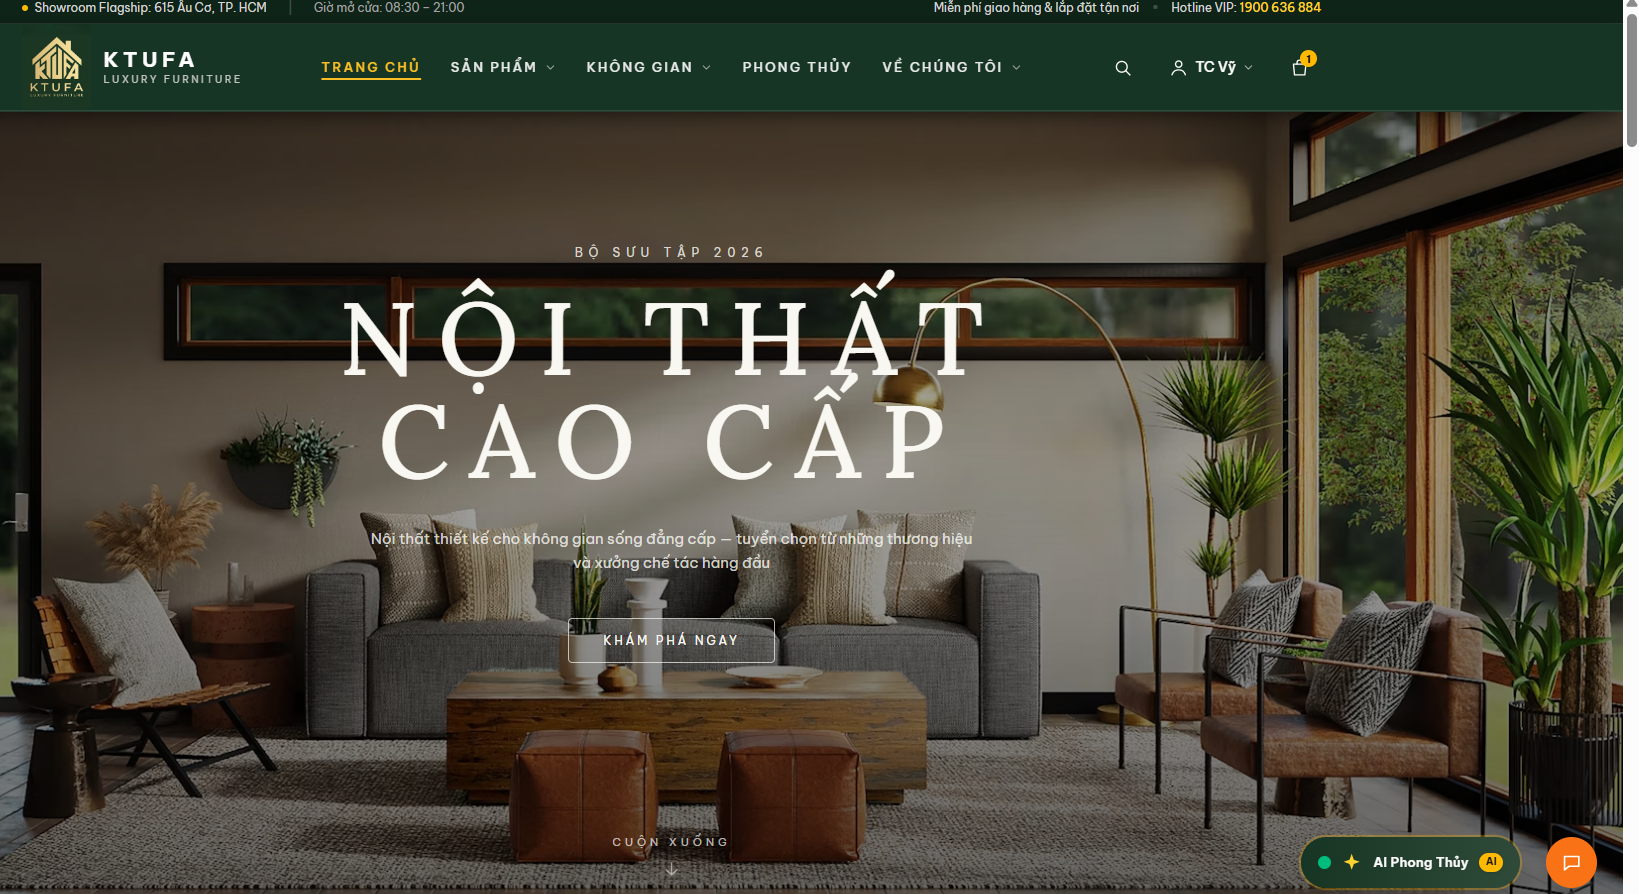 Showroom Flagship: 615 Âu Cơ, TP. HCM
Giờ mở cửa: 08:30 – 21:00
Miễn phí giao hàng & lắp đặt tận nơi • Hotline VIP: 1900 636 884
KTUFA
LUXURY FURNITURE
KTUFA
LUXURY FURNITURE
TRANG CHỦ
SẢN PHẨM
KHÔNG GIAN
PHONG THỦY
VỀ CHÚNG TÔI
TC Vỹ
1
BỘ SƯU TẬP 2026
NỘI THẤT
CAO CẤP
Nội thất thiết kế cho không gian sống đẳng cấp — tuyển chọn từ những thương hiệu
và xưởng chế tác hàng đầu
KHÁM PHÁ NGAY
CUỘN XUỐNG
AI Phong Thủy AI